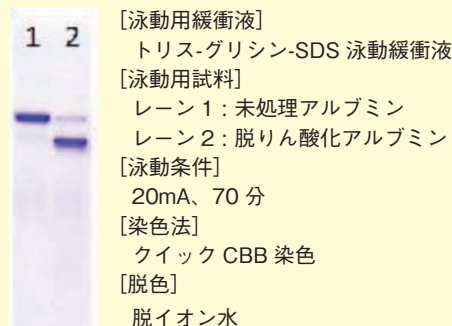 1 2
[泳動用緩衝液]
トリス-グリシン-SDS 泳動緩衝液
[泳動用試料]
レーン 1：未処理アルブミン
レーン 2：脱りん酸化アルブミン
[泳動条件]
20mA、70 分
[染色法]
クイック CBB 染色
[脱色]
脱イオン水